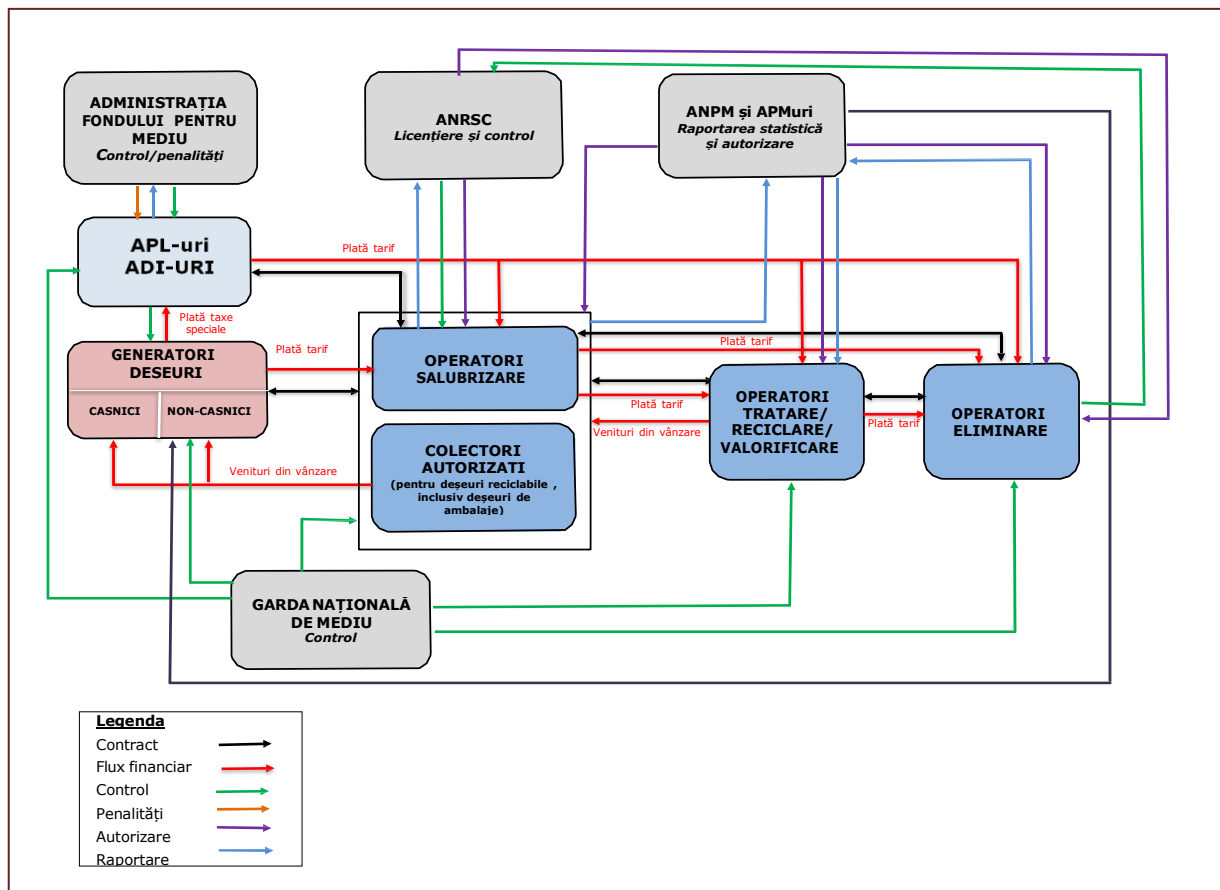 ADMINISTRAȚIA
FONDULUI PENTRU
MEDIU
Control/penalități
ANRSC
Licențiere și control
ANPM și APMuri
Raportarea statistică
și autorizare
APL-uri
ADI-URI
Plată tarif
Plată taxe
speciale
GENERATORI
DESEURI
CASNICI
NON-CASNICI
Plată tarif
OPERATORI
SALUBRIZARE
Plată tarif
Plată tarif
Venituri din vânzare
OPERATORI
TRATARE/
RECICLARE/
VALORIFICARE
Plată tarif
OPERATORI
ELIMINARE
Venituri din vânzare
COLECTORI
AUTORIZATI
(pentru deșeuri reciclabile ,
inclusiv deșeuri de
ambalaje)
GARDA NAȚIONALĂ
DE MEDIU
Control
Legenda
Contract
Flux financiar
Control
Penalități
Autorizare
Raportare